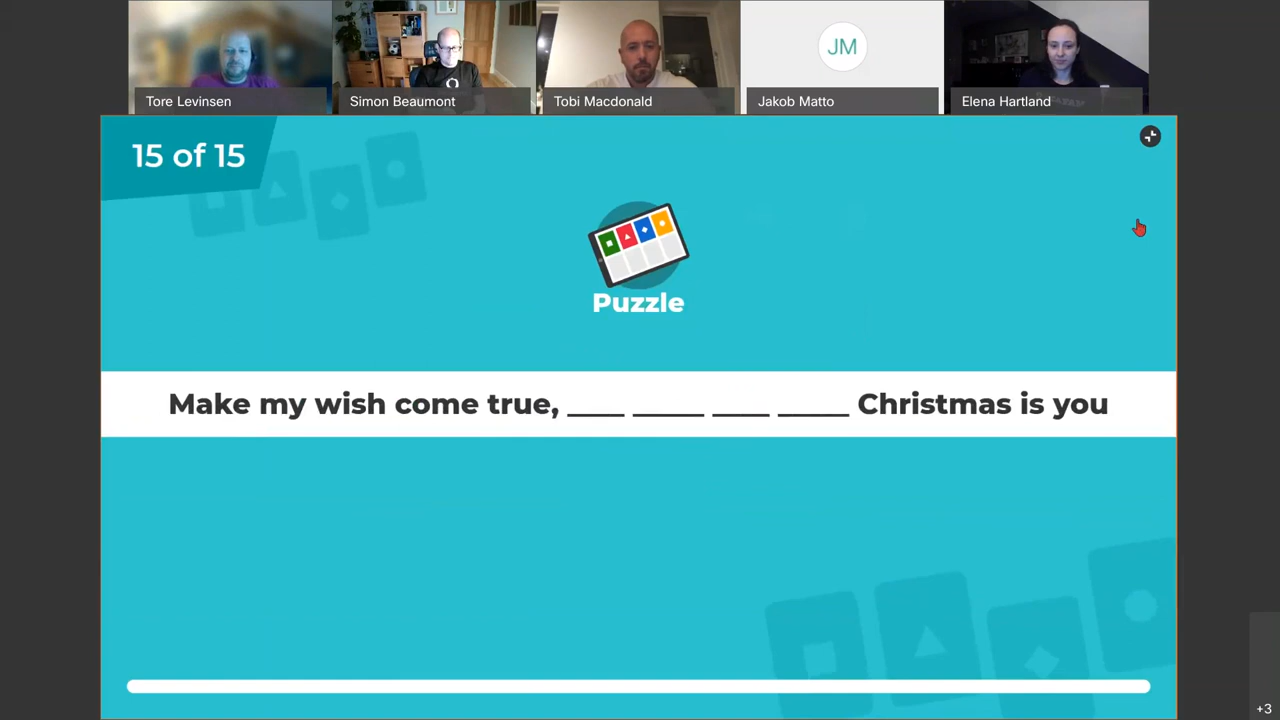 Tore Levinsen
Simon Beaumont
Tobi Macdonald
JM
Jakob Matto
Elena Hartland
15 of 15
Puzzle
Make my wish come true, ____ _____ ____ _____ Christmas is you
+3